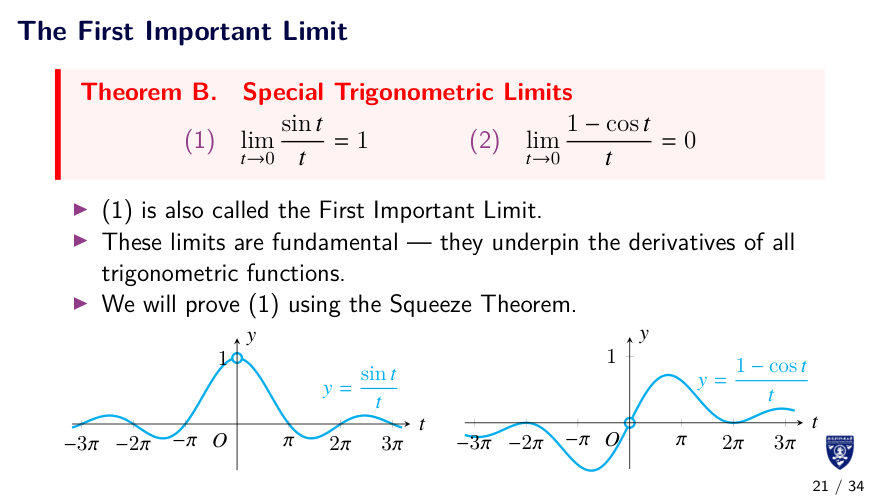 The First Important Limit
Theorem B. Special Trigonometric Limits
(1) lim_{t→0} sin t / t = 1 (2) lim_{t→0} 1 − cos t / t = 0
▶ (1) is also called the First Important Limit.
▶ These limits are fundamental — they underpin the derivatives of all
trigonometric functions.
▶ We will prove (1) using the Squeeze Theorem.
y
1
y = sin t / t
t
−3π −2π −π O π 2π 3π
y
1
y = 1 − cos t / t
t
−3π −2π −π O π 2π 3π
21 / 34